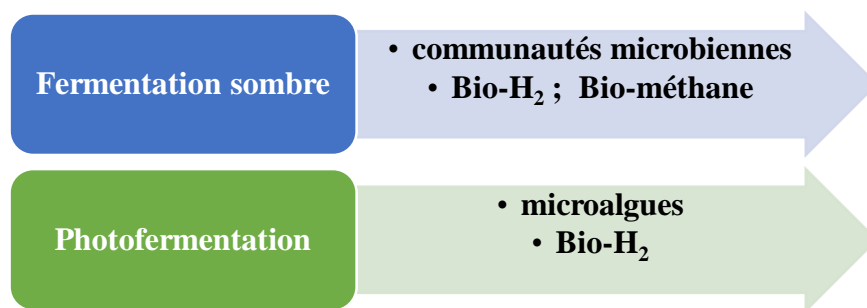 Fermentation sombre
• communautés microbiennes
• Bio-H₂ ; Bio-méthane
Photofermentation
• microalgues
• Bio-H₂